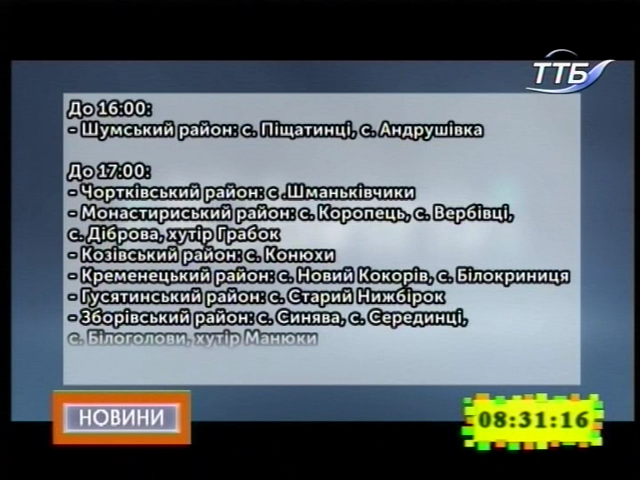 ТТБ
До 16:00:
- Шумський район: с. Піщатинці, с. Андрушівка
До 17:00:
- Чортківський район: с .Шманьківчики
- Монастириський район: с. Коропець, с. Вербівці,
с. Діброва, хутір Грабок
- Козівський район: с. Конюхи
- Кременецький район: с. Новий Кокорів, с. Білокриниця
- Гусятинський район: с. Старий Нижбірок
- Зборівський район: с. Синява, с. Серединці,
с. Білоголови, хутір Манюки
НОВИНИ
08:31:16